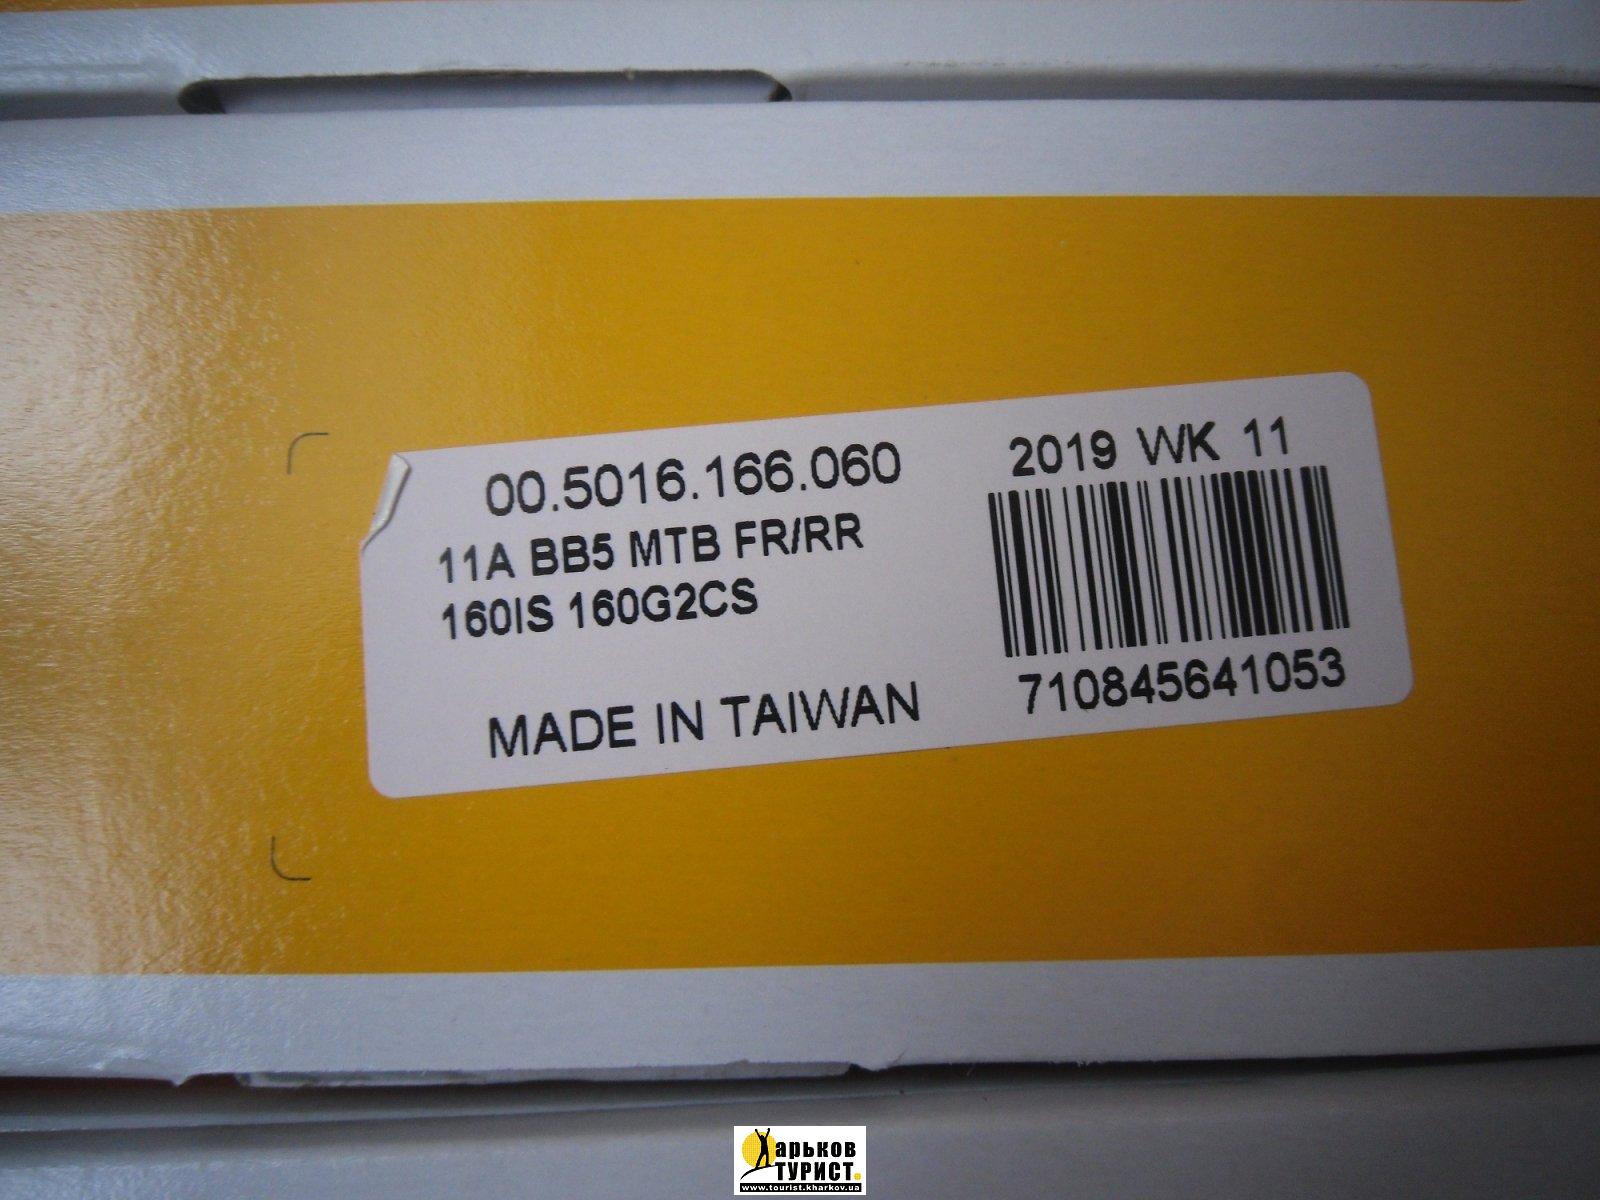 00.5016.166.060
11A BB5 MTB FR/RR
160IS 160G2CS
MADE IN TAIWAN
2019 WK 11
710845641053
Харьков
ТУРИСТ.
www.tourist.kharkov.ua